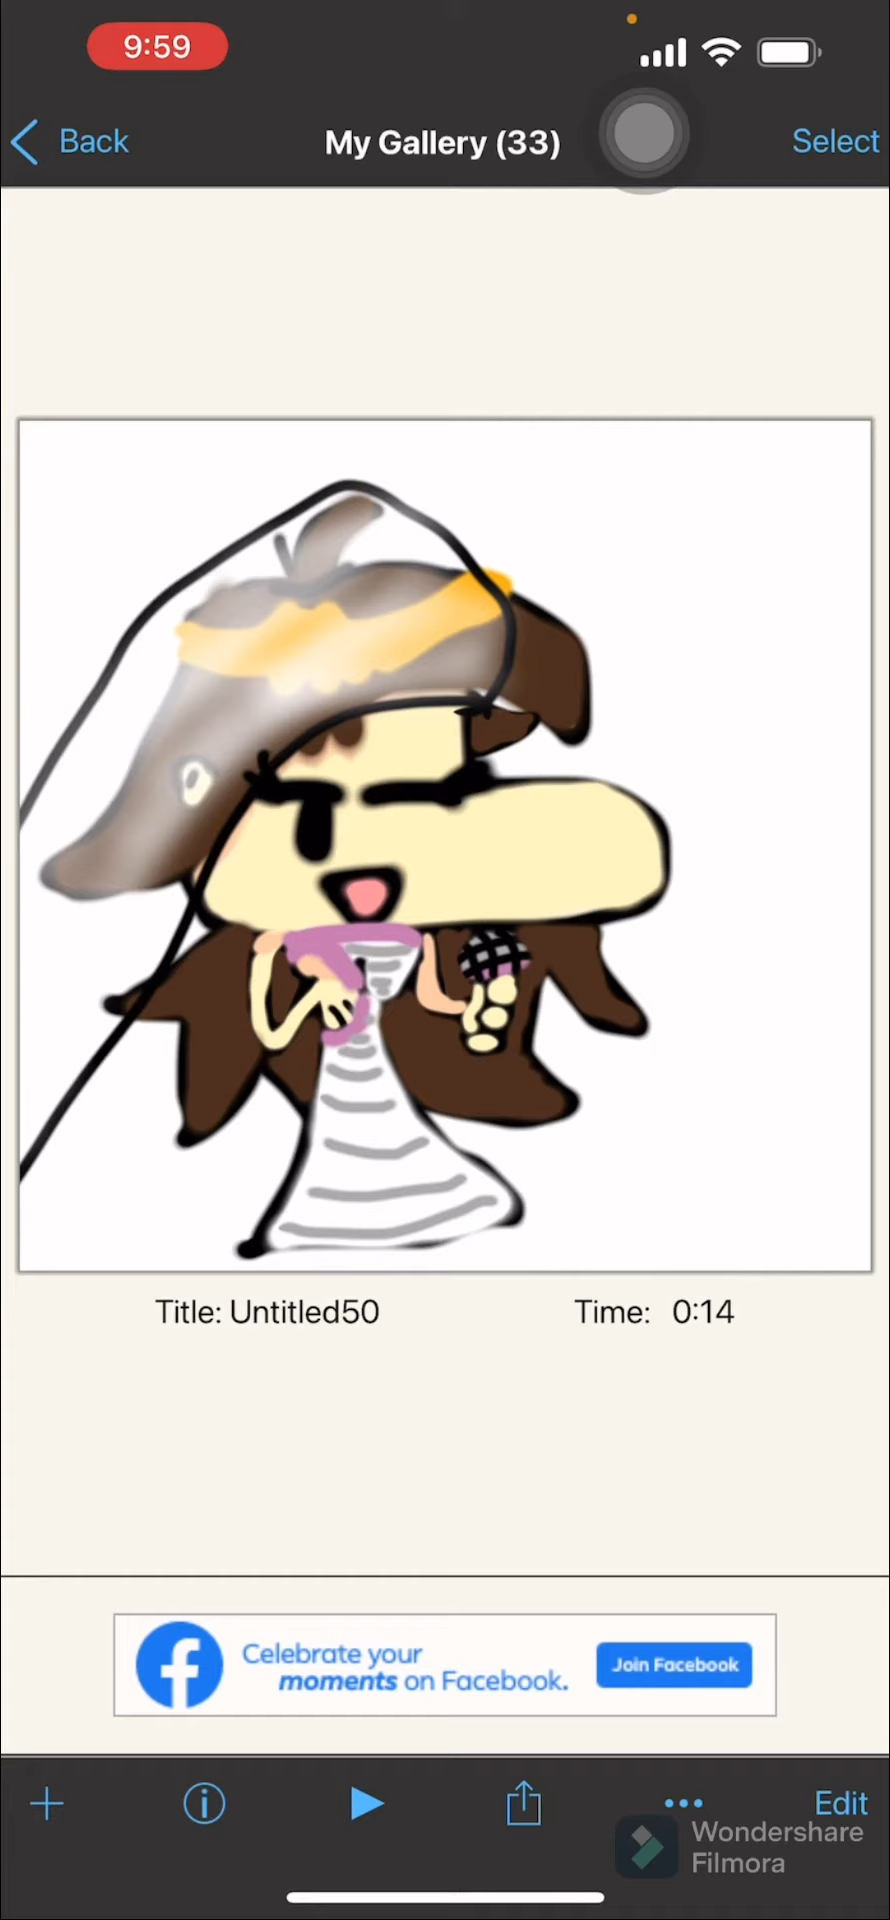 9:59
Back
My Gallery (33)
Select
Title: Untitled50
Time: 0:14
Celebrate your
moments on Facebook.
Join Facebook
Edit
Wondershare
Filmora